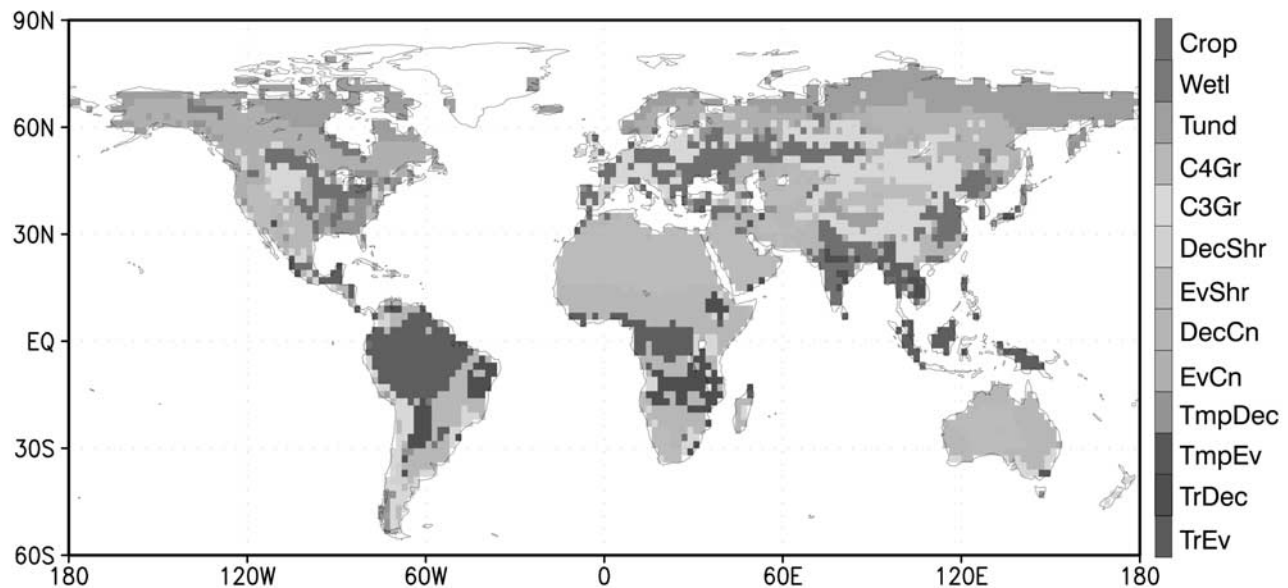 90N
60N
30N
EQ
30S
60S
180 120W 60W 0 60E 120E 180
Crop
Wetl
Tund
C4Gr
C3Gr
DecShr
EvShr
DecCn
EvCn
TmpDec
TmpEv
TrDec
TrEv